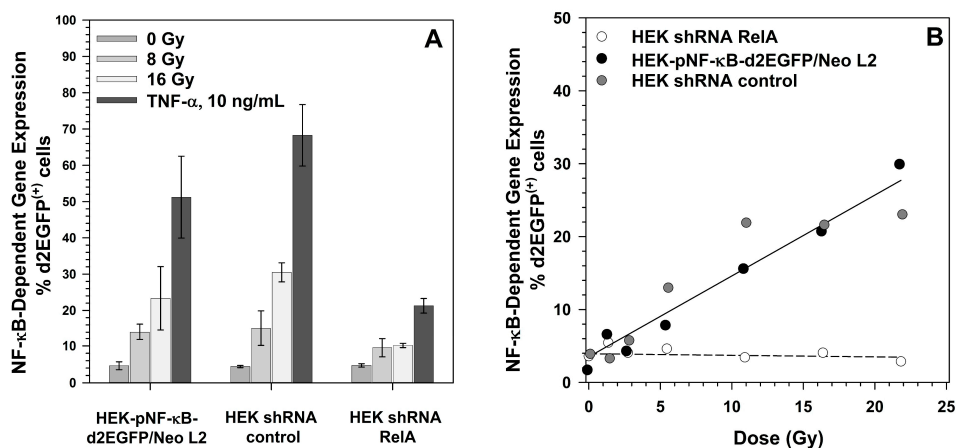 NF-κB-Dependent Gene Expression
% d2EGFP(+) cells
100
90
80
70
60
50
40
30
20
10
0
0 Gy
8 Gy
16 Gy
TNF-α, 10 ng/mL
A
HEK-pNF-κB-
d2EGFP/Neo L2
HEK shRNA
control
HEK shRNA
RelA
NF-κB-Dependent Gene Expression
% d2EGFP(+) cells
50
40
30
20
10
0
HEK shRNA RelA
HEK-pNF-κB-d2EGFP/Neo L2
HEK shRNA control
B
0 5 10 15 20 25
Dose (Gy)